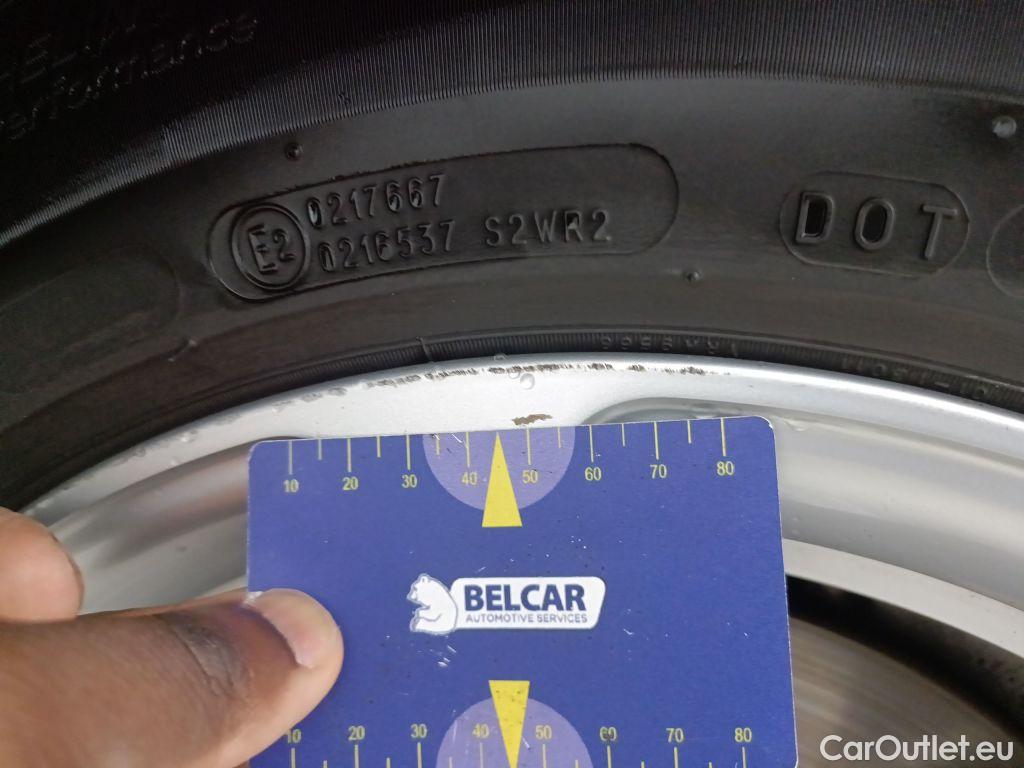 erformance
E2
0217667
0216537 S2WR2
DOT
10 20 30 40 50 60 70 80
BELCAR
AUTOMOTIVE SERVICES
10 20 30 40 50 60 70 80
CarOutlet.eu